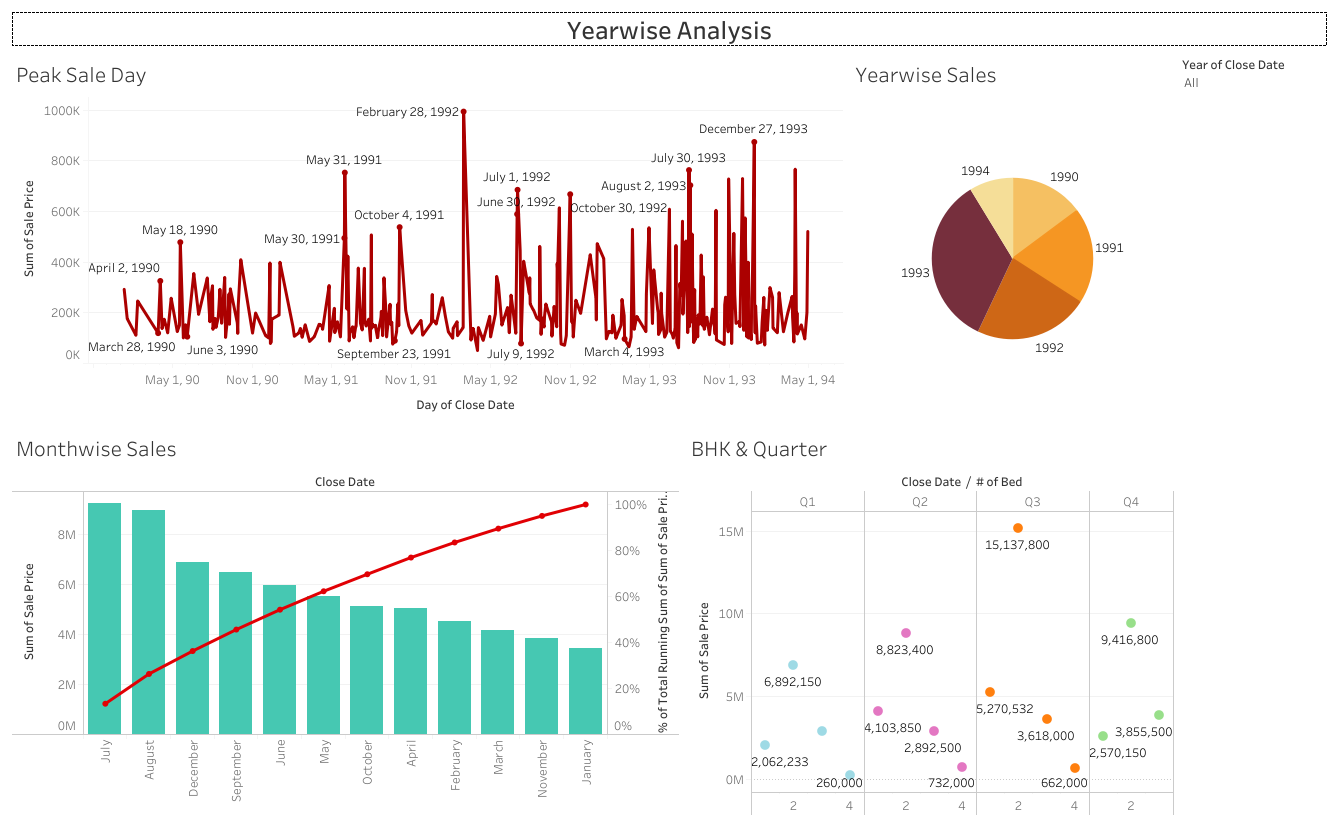 Yearwise Analysis
Peak Sale Day
Sum of Sale Price
1000K
800K
600K
400K
200K
0K
February 28, 1992
December 27, 1993
May 31, 1991
July 30, 1993
July 1, 1992
August 2, 1993
June 30, 1992
October 30, 1992
October 4, 1991
May 18, 1990
May 30, 1991
April 2, 1990
March 28, 1990
June 3, 1990
September 23, 1991
July 9, 1992
March 4, 1993
May 1, 90
Nov 1, 90
May 1, 91
Nov 1, 91
May 1, 92
Nov 1, 92
May 1, 93
Nov 1, 93
May 1, 94
Day of Close Date
Yearwise Sales
1994
1990
1991
1993
1992
Year of Close Date
All
Monthwise Sales
Close Date
Sum of Sale Price
8M
6M
4M
2M
0M
100%
80%
60%
40%
20%
0%
% of Total Running Sum of Sum of Sale Pri..
July
August
December
September
June
May
October
April
February
March
November
January
BHK & Quarter
Close Date / # of Bed
Q1
Q2
Q3
Q4
Sum of Sale Price
15M
10M
5M
0M
15,137,800
9,416,800
8,823,400
6,892,150
5,270,532
4,103,850
3,618,000
3,855,500
2,892,500
2,570,150
2,062,233
260,000
732,000
662,000
2
4
2
4
2
4
2